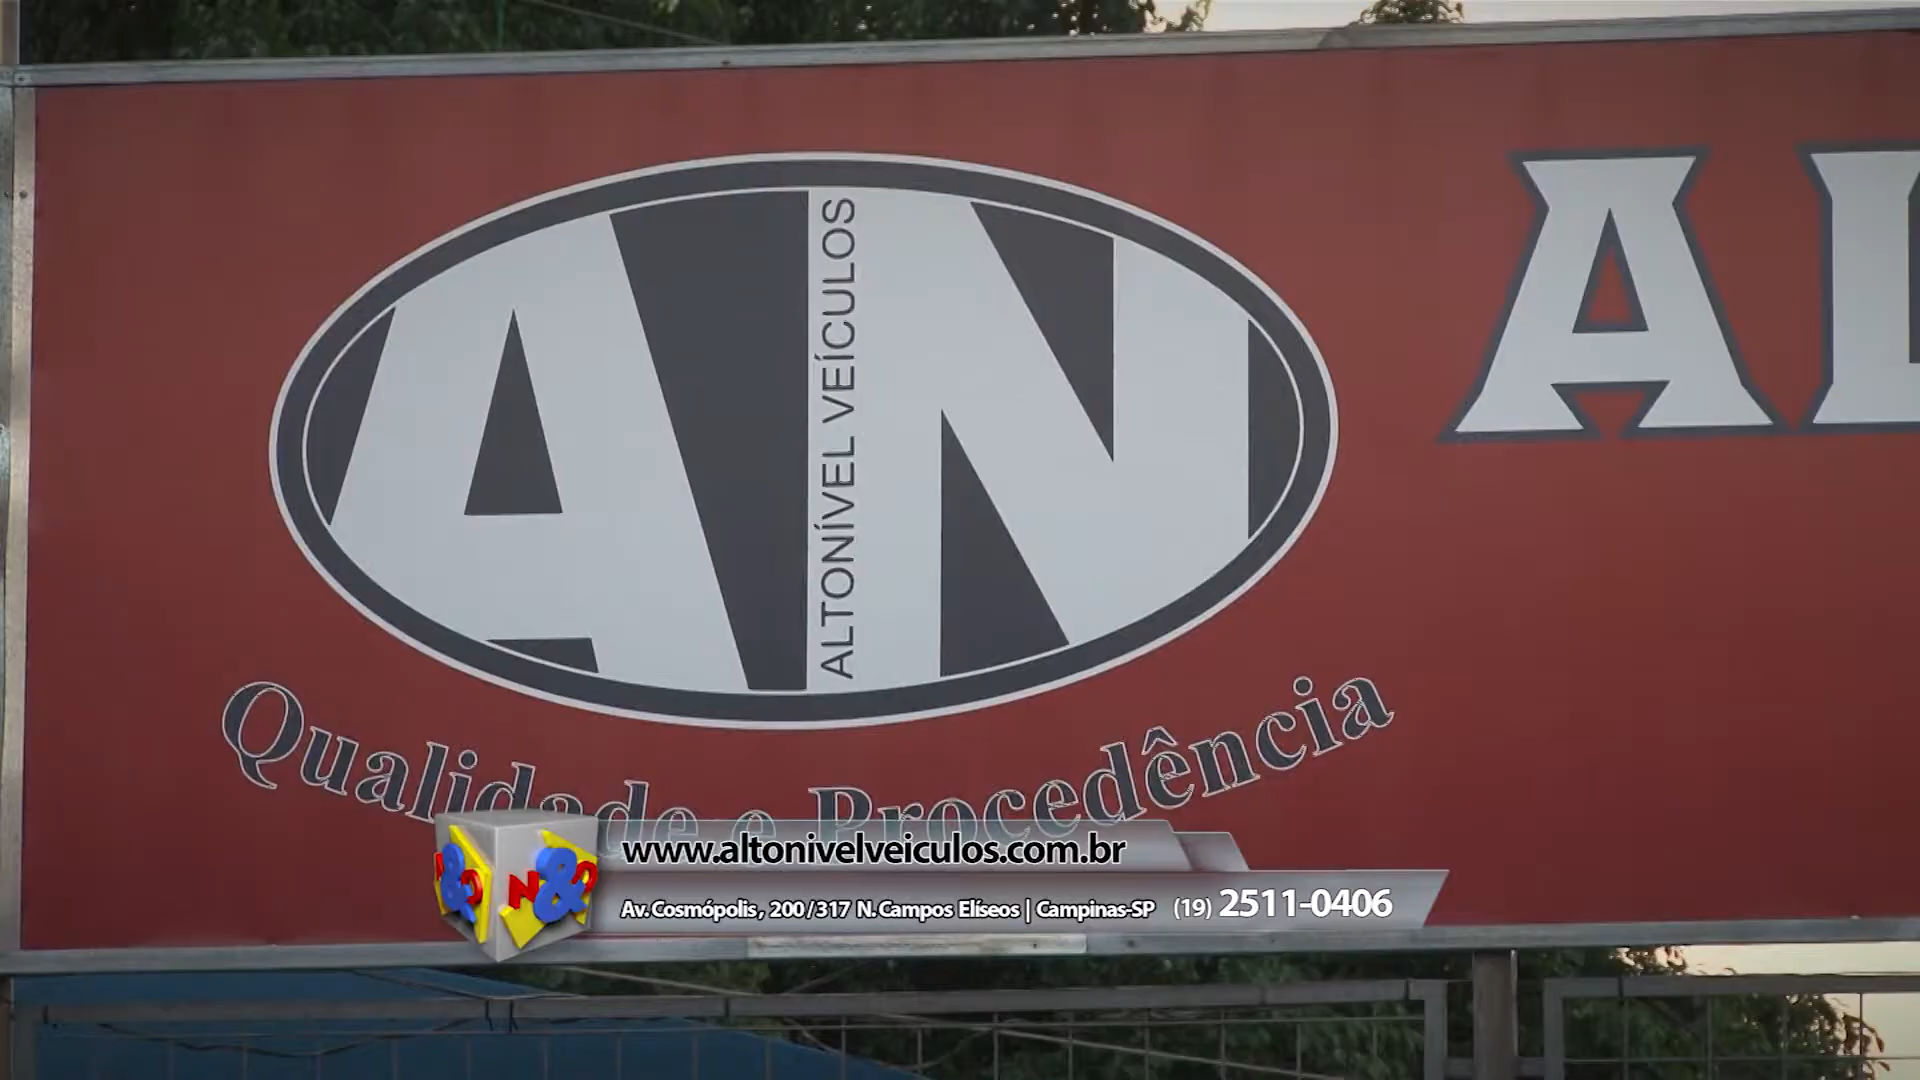 AN
ALTONÍVEL VEÍCULOS
AL
Qualidade e Procedência
N&O
www.altonivelveiculos.com.br
Av. Cosmópolis, 200/317 N. Campos Elíseos | Campinas-SP (19) 2511-0406